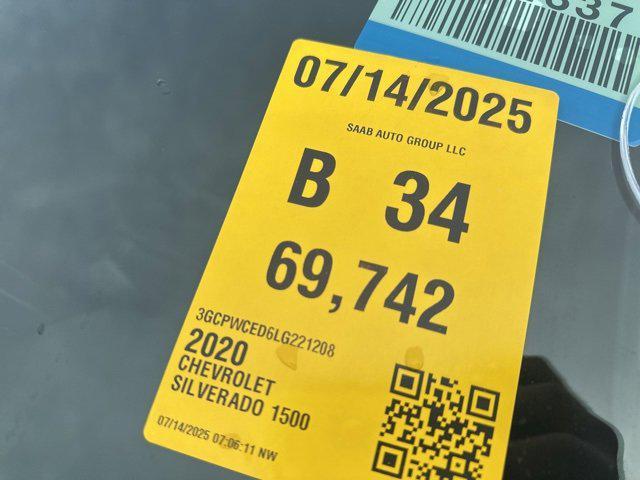 07/14/2025
SAAB AUTO GROUP LLC
B 34
69,742
3GCPWCED6LG221208
2020
CHEVROLET
SILVERADO 1500
07/14/2025 07:06:11 NW